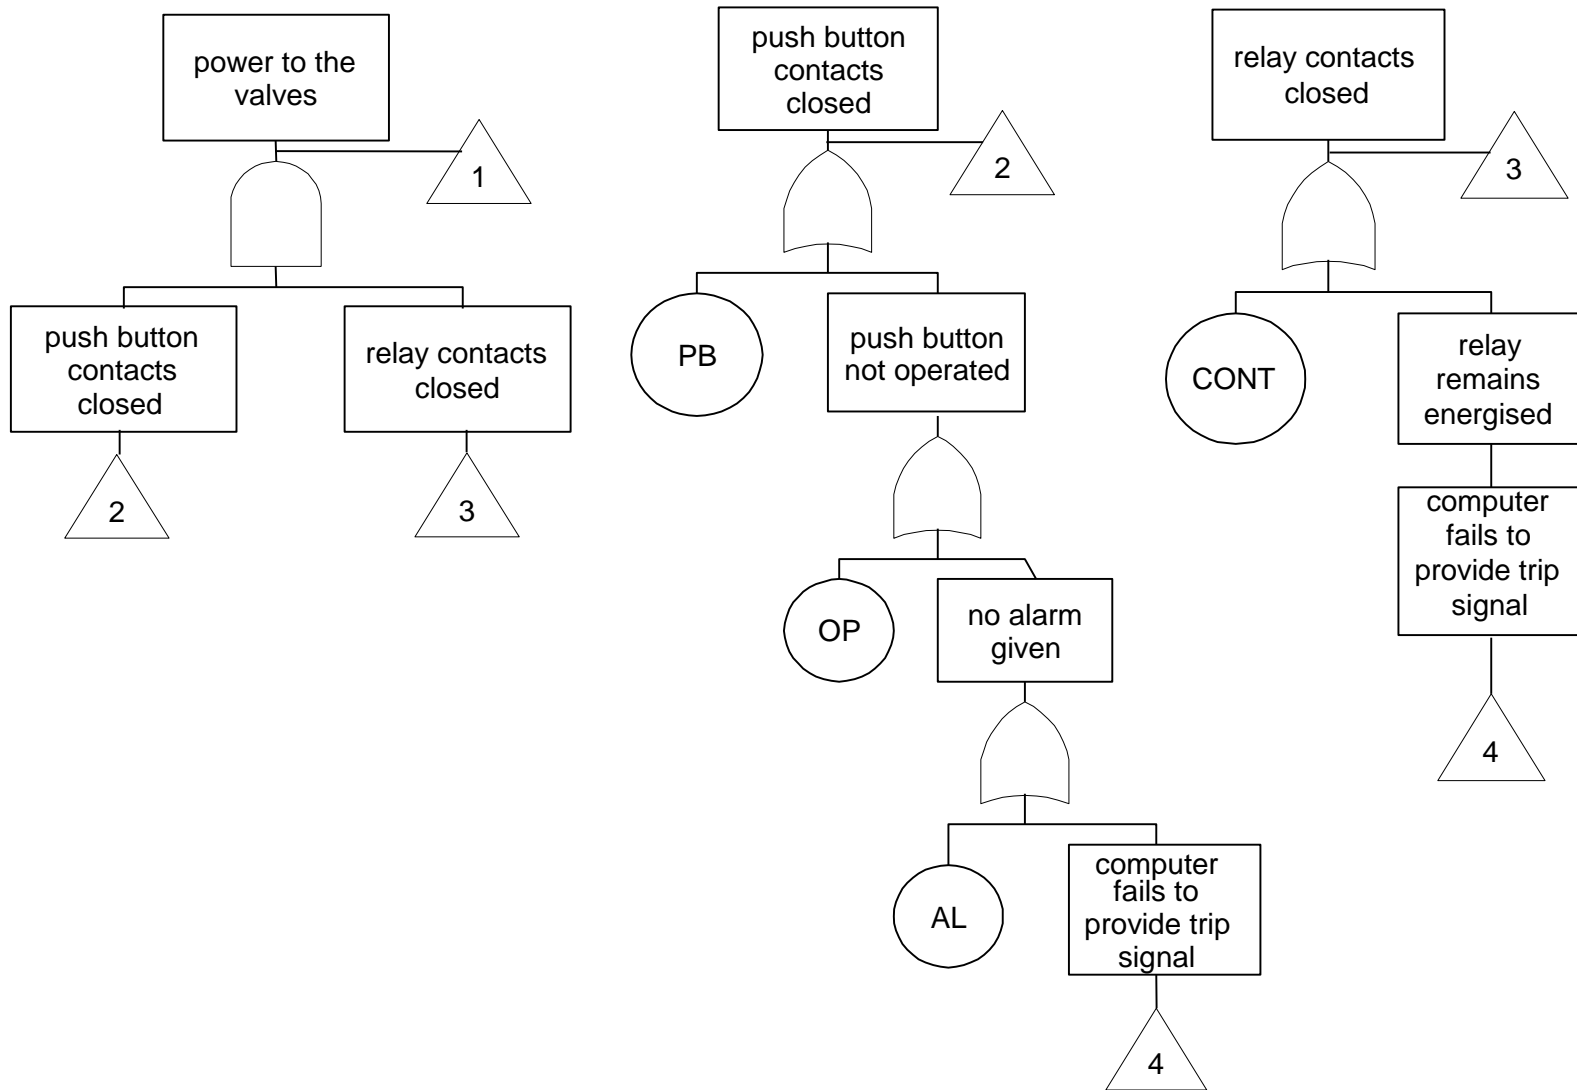 power to the
valves
1
push button
contacts
closed
2
relay contacts
closed
3
push button
contacts
closed
2
PB
push button
not operated
OP
no alarm
given
AL
computer
fails to
provide trip
signal
4
relay contacts
closed
3
CONT
relay
remains
energised
computer
fails to
provide trip
signal
4